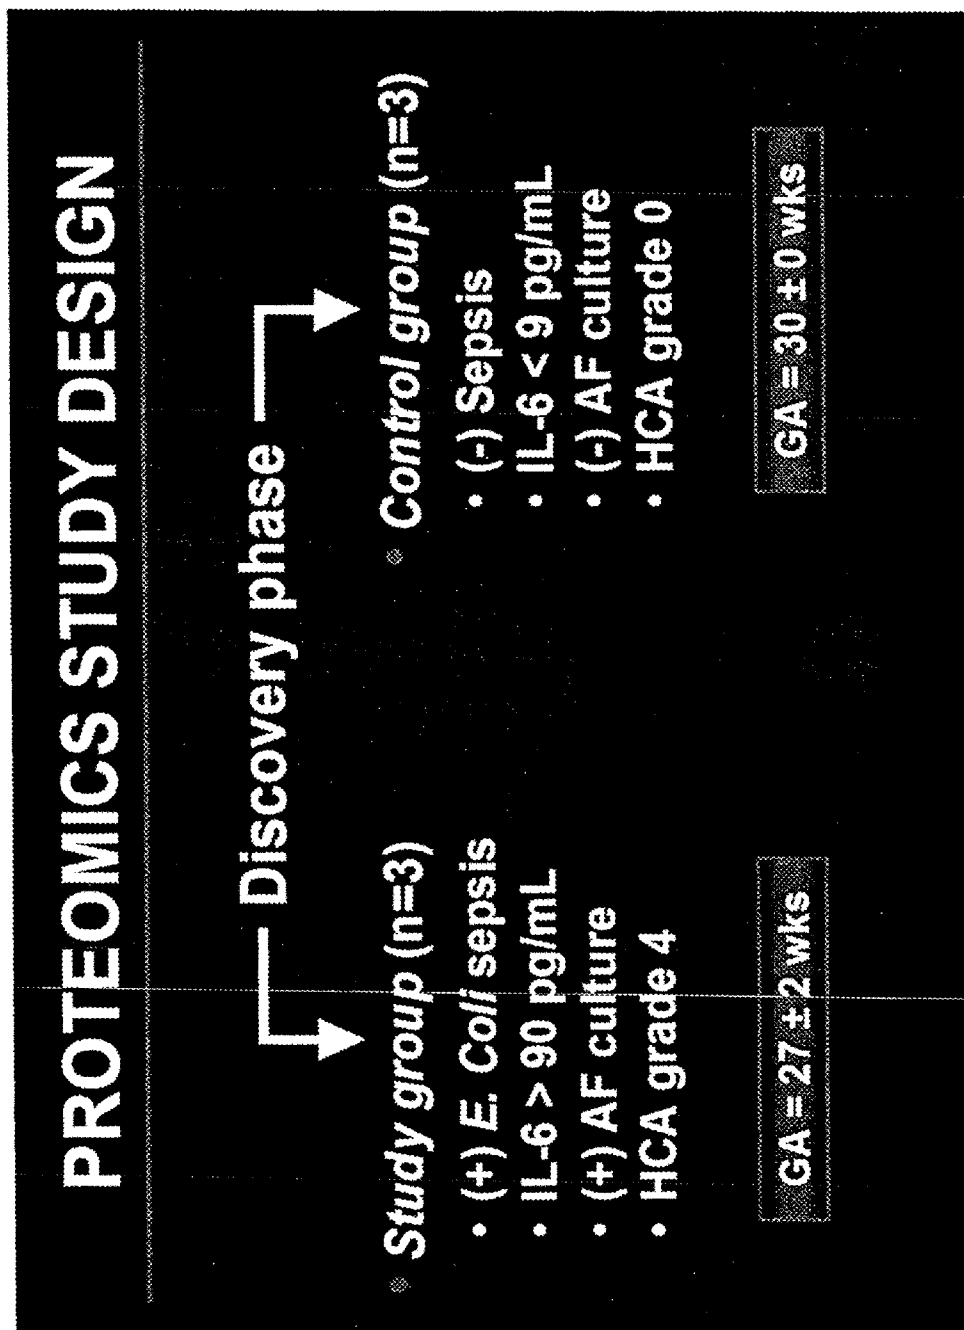 PROTEOMICS STUDY DESIGN
Discovery phase
• Study group (n=3)
• (+) E. Coli sepsis
• IL-6 > 90 pg/mL
• (+) AF culture
• HCA grade 4
GA = 27 ± 2 wks
• Control group (n=3)
• (-) Sepsis
• IL-6 < 9 pg/mL
• (-) AF culture
• HCA grade 0
GA = 30 ± 0 wks